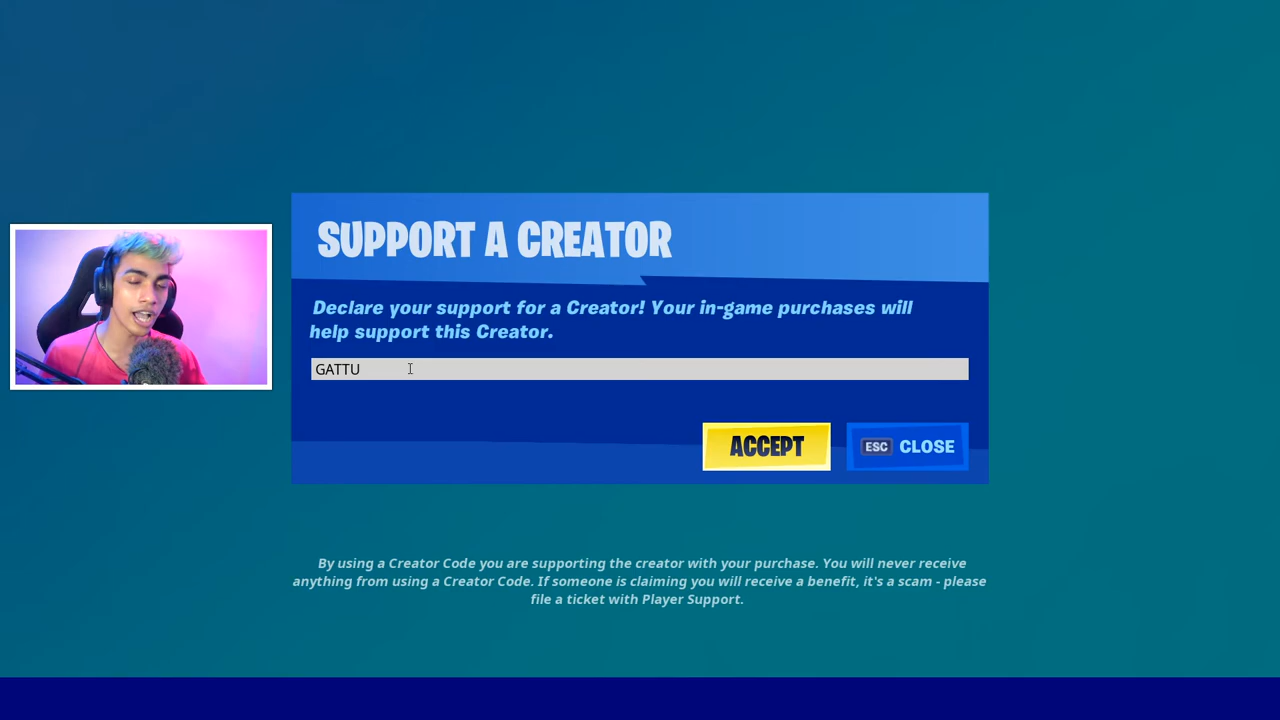 SUPPORT A CREATOR
Declare your support for a Creator! Your in-game purchases will
help support this Creator.
GATTU
ACCEPT
ESC CLOSE
By using a Creator Code you are supporting the creator with your purchase. You will never receive
anything from using a Creator Code. If someone is claiming you will receive a benefit, it's a scam - please
file a ticket with Player Support.